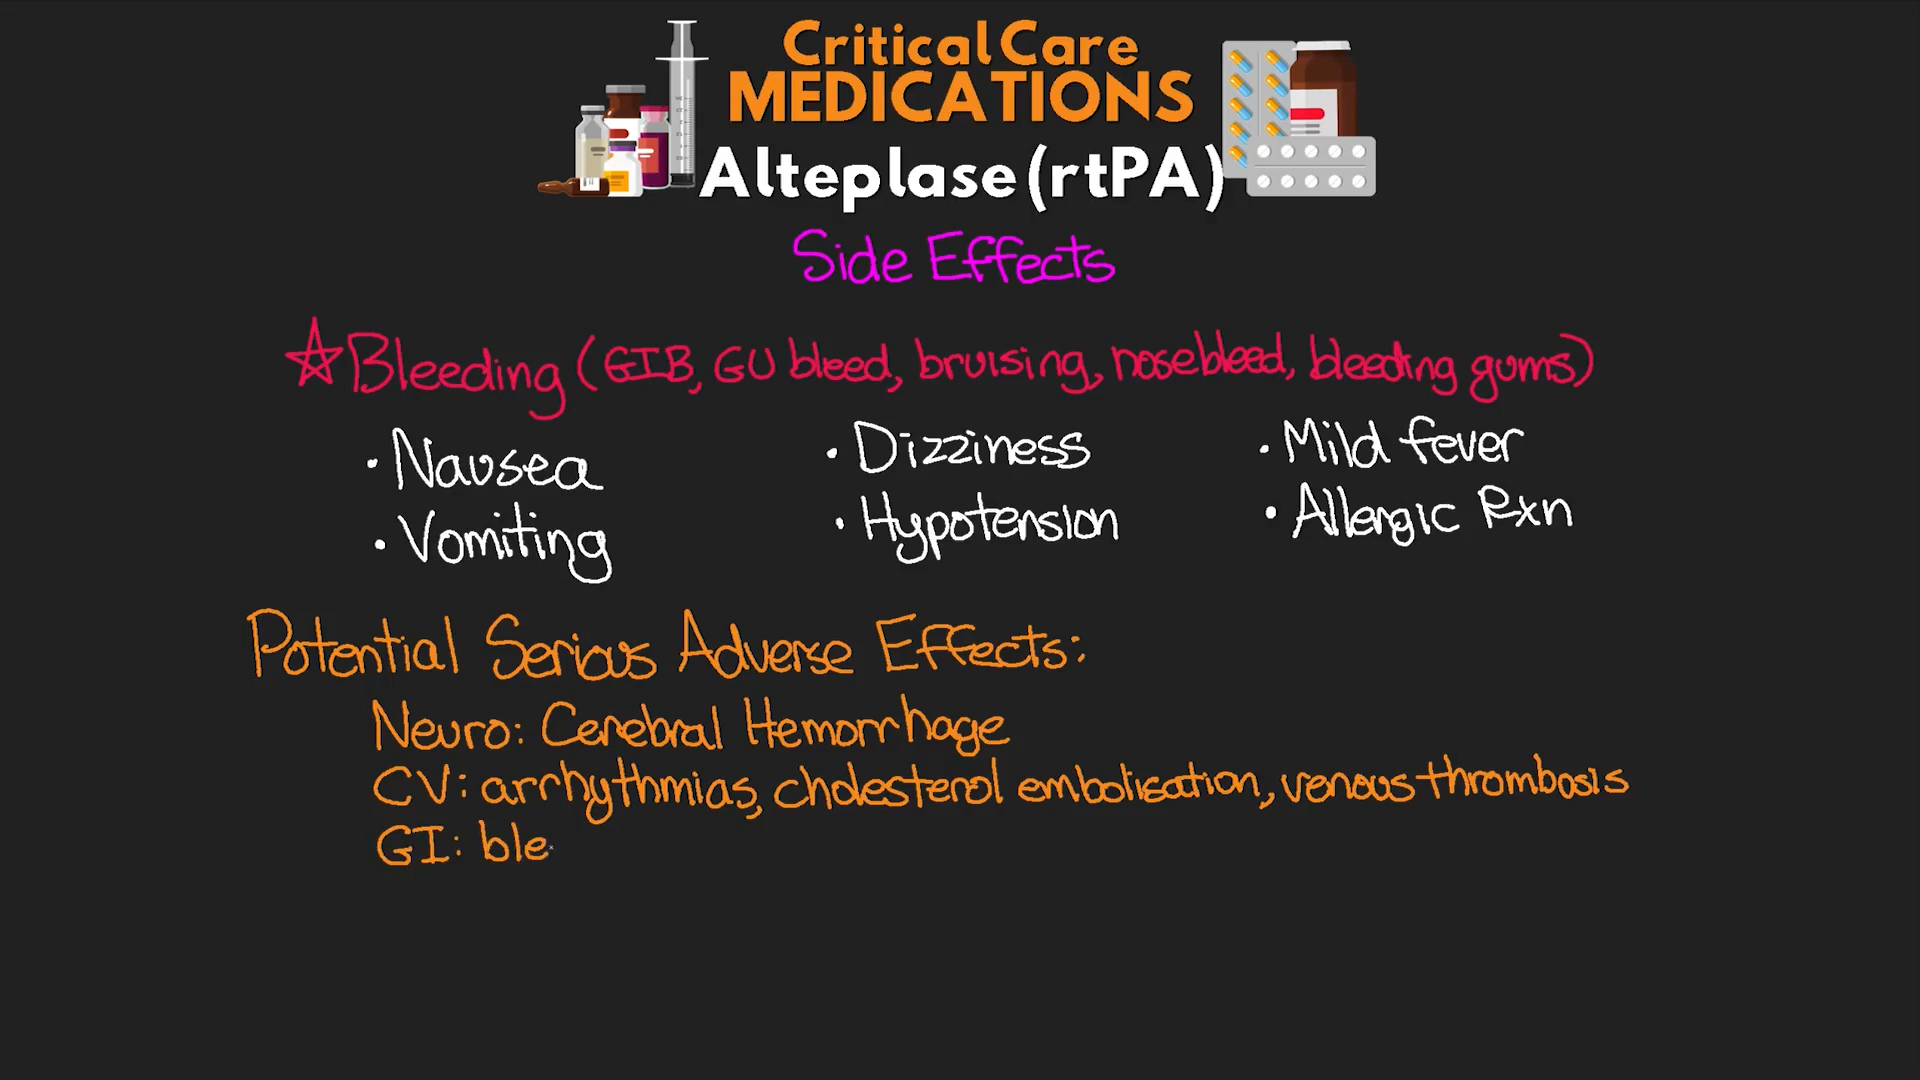 Critical Care
MEDICATIONS
Alteplase (rtPA)
Side Effects
☆Bleeding (GIB, GU bleed, bruising, nosebleed, bleeding gums)
• Nausea • Dizziness • Mild fever
• Vomiting • Hypotension • Allergic Rxn
Potential Serious Adverse Effects:
Neuro: Cerebral Hemorrhage
CV: arrhythmias, cholesterol embolisation, venous thrombosis
GI: ble